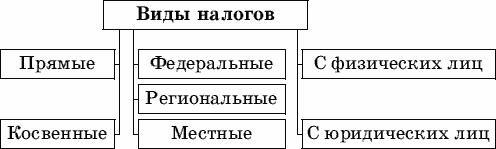 Виды налогов
Прямые
Федеральные
С физических лиц
Региональные
Косвенные
Местные
С юридических лиц